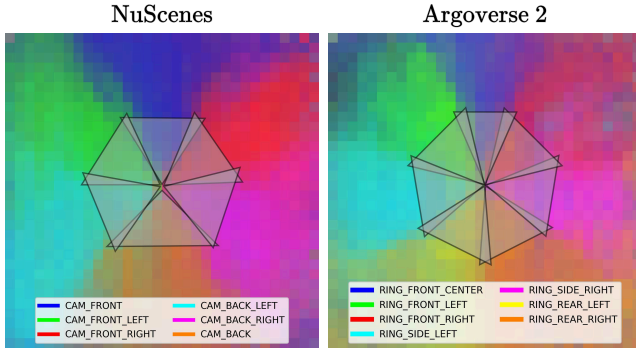 NuScenes
CAM_FRONT
CAM_FRONT_LEFT
CAM_FRONT_RIGHT
CAM_BACK_LEFT
CAM_BACK_RIGHT
CAM_BACK
Argoverse 2
RING_FRONT_CENTER
RING_FRONT_LEFT
RING_FRONT_RIGHT
RING_SIDE_LEFT
RING_SIDE_RIGHT
RING_REAR_LEFT
RING_REAR_RIGHT